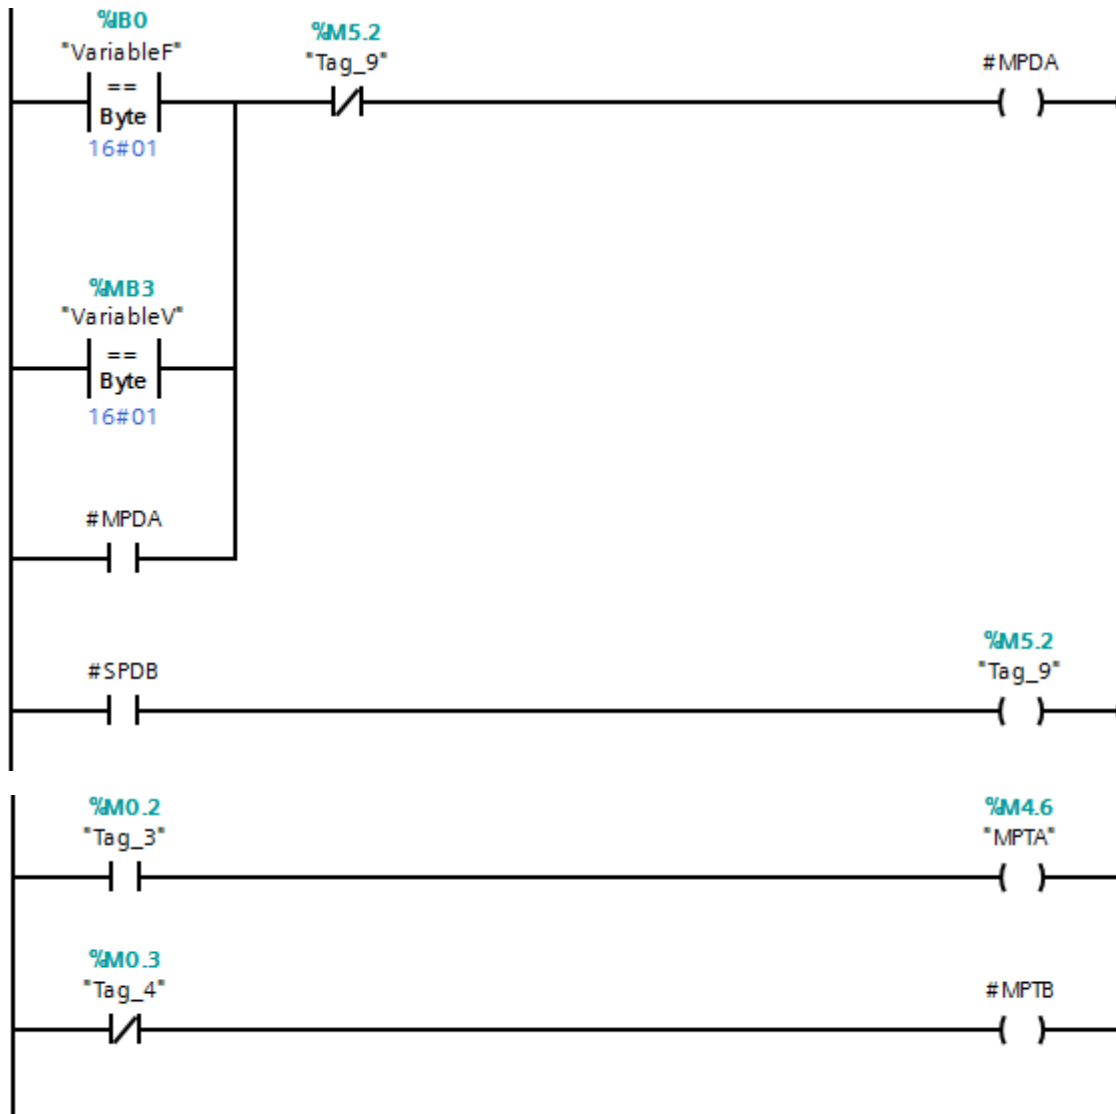 %IB0
"VariableF"
==
Byte
16#01
%M5.2
"Tag_9"
#MPDA
%MB3
"VariableV"
==
Byte
16#01
#MPDA
#SPDB
%M5.2
"Tag_9"
%M0.2
"Tag_3"
%M4.6
"MPTA"
%M0.3
"Tag_4"
#MPTB